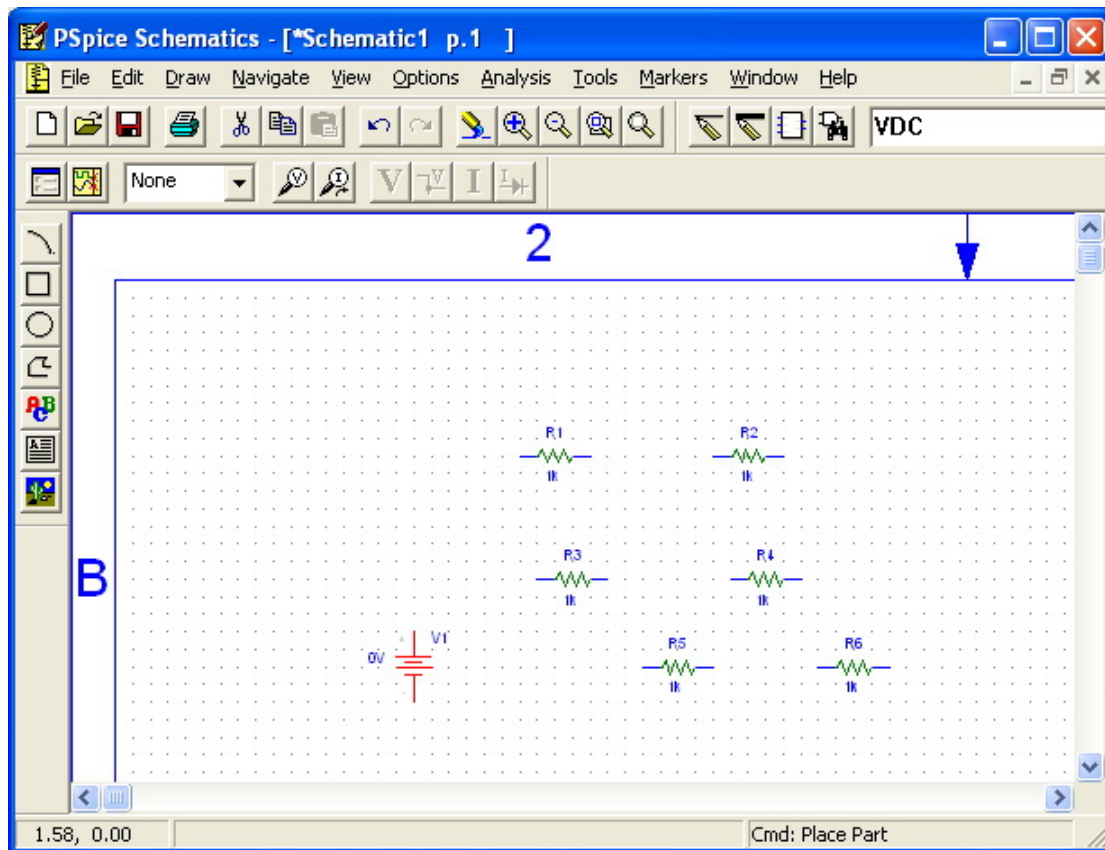 PSpice Schematics - [*Schematic1 p.1 ]
File Edit Draw Navigate View Options Analysis Tools Markers Window Help
VDC
None V I V V I I
2
R1 R2
1k 1k
R3 R4
B
1k 1k
V1 R5 R6
0V
1k 1k
1.58, 0.00 Cmd: Place Part